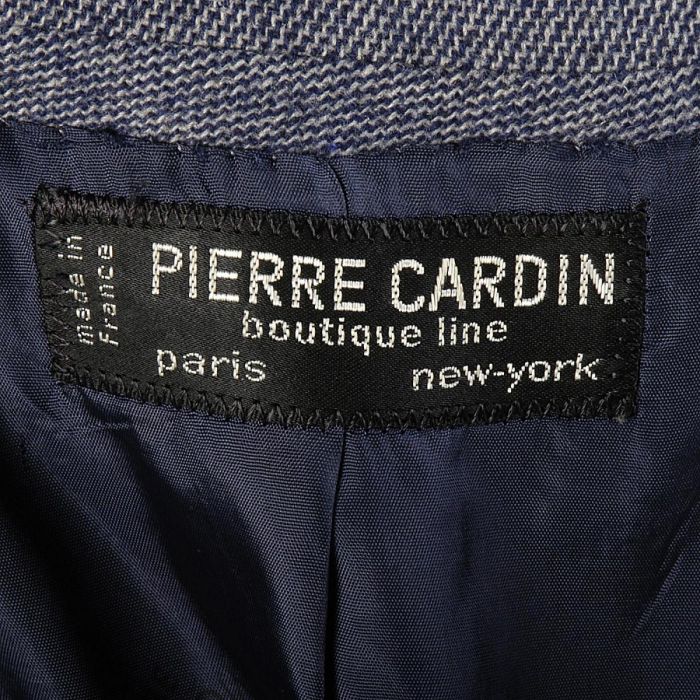 made in
France
PIERRE CARDIN
boutique line
paris
new-york